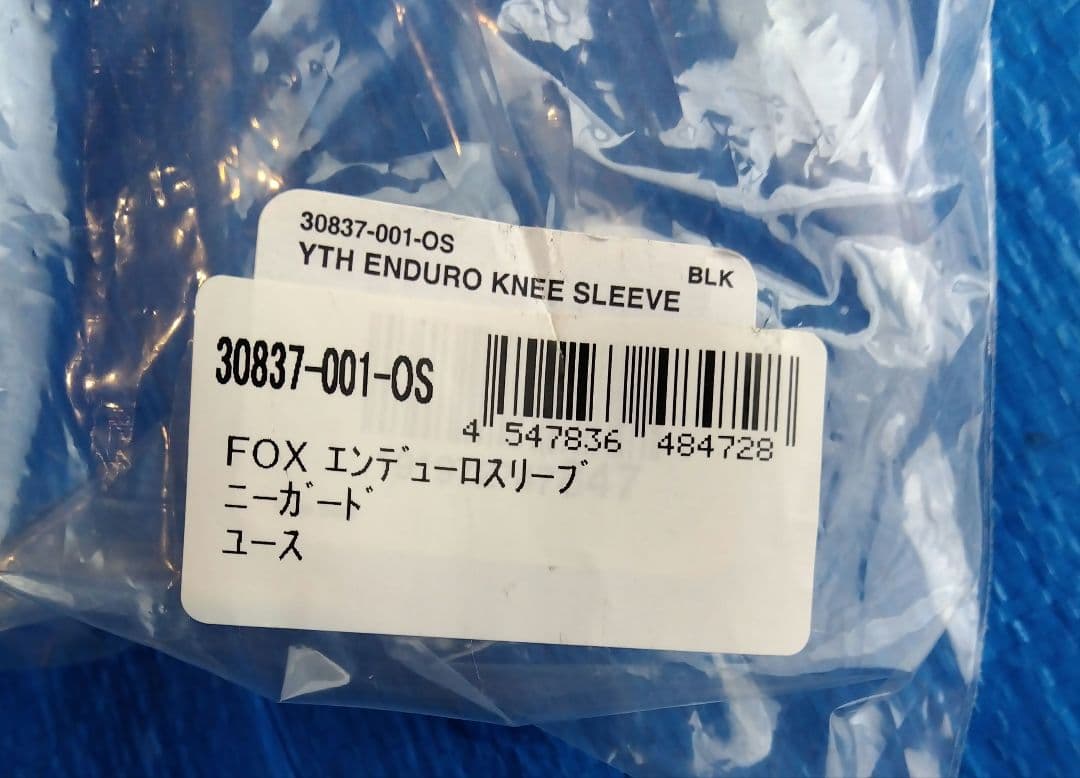 30837-001-OS
YTH ENDURO KNEE SLEEVE
BLK
30837-001-OS
4 547836 484728
FOX エンデューロスリーブ
ニーガード
ユース